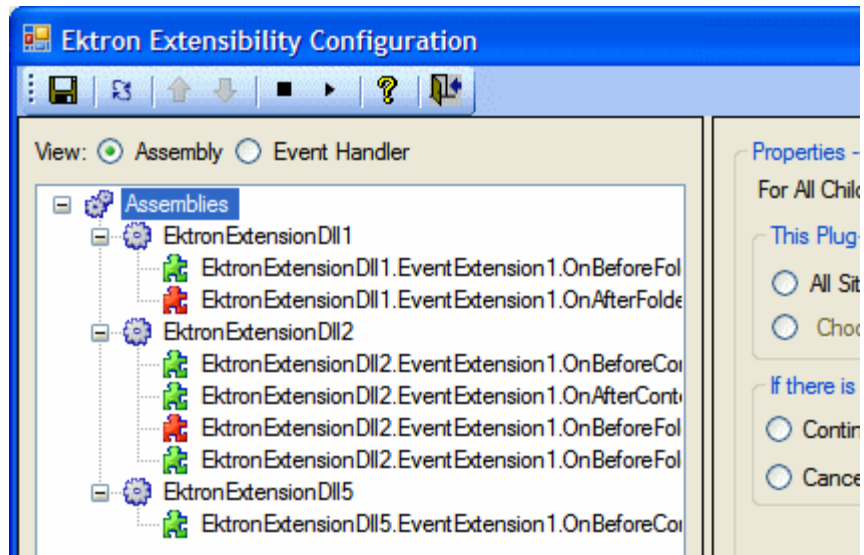 Ektron Extensibility Configuration
View: Assembly Event Handler
Assemblies
EktronExtensionDll1
EktronExtensionDll1.EventExtension1.OnBeforeFol
EktronExtensionDll1.EventExtension1.OnAfterFolde
EktronExtensionDll2
EktronExtensionDll2.EventExtension1.OnBeforeCor
EktronExtensionDll2.EventExtension1.OnAfterConte
EktronExtensionDll2.EventExtension1.OnBeforeFol
EktronExtensionDll2.EventExtension1.OnBeforeFol
EktronExtensionDll5
EktronExtensionDll5.EventExtension1.OnBeforeCor
Properties -
For All Chil
This Plug-
All Sit
Choo
If there is
Contin
Cance